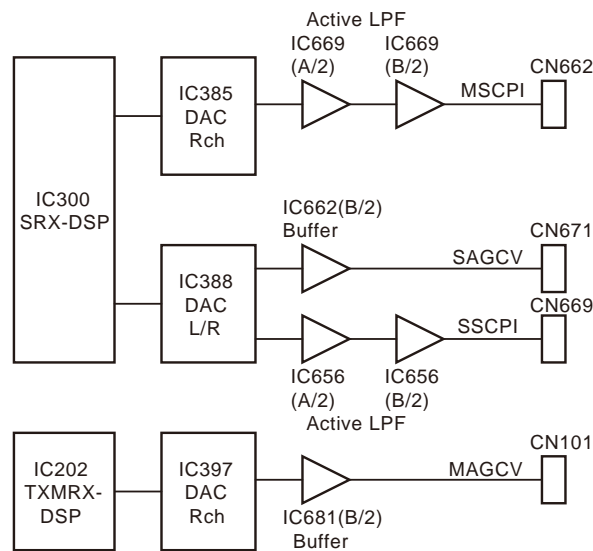 Active LPF
IC669
(A/2)
IC669
(B/2)
MSCPI
CN662
IC385
DAC
Rch
IC300
SRX-DSP
IC662(B/2)
Buffer
SAGCV
CN671
IC388
DAC
L/R
SSCPI
CN669
IC656
(A/2)
IC656
(B/2)
Active LPF
IC202
TXMRX-
DSP
IC397
DAC
Rch
MAGCV
CN101
IC681(B/2)
Buffer